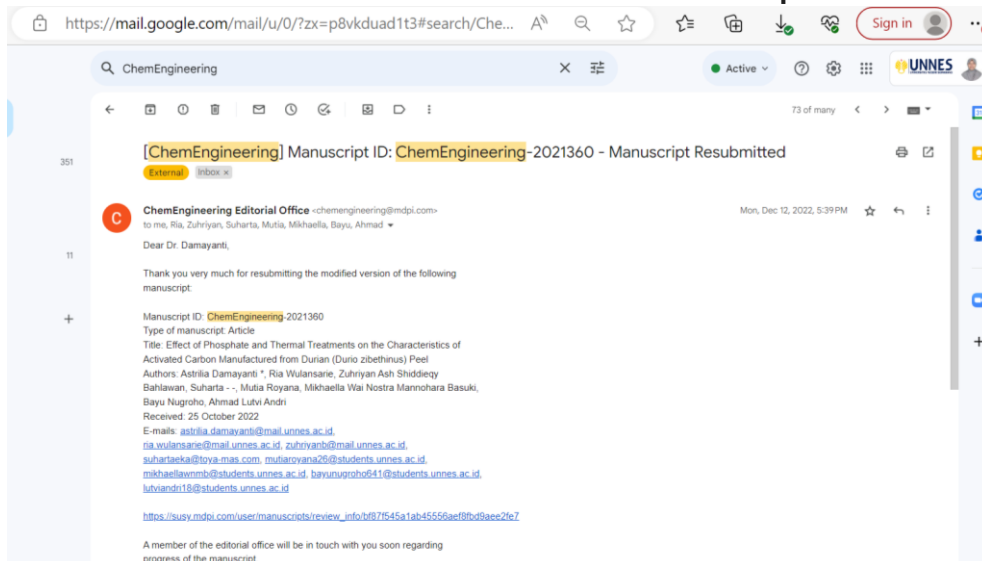 https://mail.google.com/mail/u/0/?zx=p8vkduad1t3#search/Che...
Sign in
ChemEngineering
Active
UNNES
73 of many
351
[ChemEngineering] Manuscript ID: ChemEngineering-2021360 - Manuscript Resubmitted
External Inbox x
C
ChemEngineering Editorial Office <chemengineering@mdpi.com>
Mon, Dec 12, 2022, 5:39 PM
to me, Ria, Zuhriyan, Suharta, Mutia, Mikhaella, Bayu, Ahmad
11
Dear Dr. Damayanti,
Thank you very much for resubmitting the modified version of the following
manuscript:
Manuscript ID: ChemEngineering-2021360
Type of manuscript: Article
Title: Effect of Phosphate and Thermal Treatments on the Characteristics of
Activated Carbon Manufactured from Durian (Durio zibethinus) Peel
Authors: Astrilia Damayanti *, Ria Wulansarie, Zuhriyan Ash Shiddieqy
Bahlawan, Suharta - -, Mutia Royana, Mikhaella Wai Nostra Mannohara Basuki,
Bayu Nugroho, Ahmad Lutvi Andri
Received: 25 October 2022
E-mails: astrilia.damayanti@mail.unnes.ac.id,
ria.wulansarie@mail.unnes.ac.id, zuhriyanb@mail.unnes.ac.id,
suhartaeka@toya-mas.com, mutiaroyana26@students.unnes.ac.id,
mikhaellawnmb@students.unnes.ac.id, bayunugroho641@students.unnes.ac.id,
lutviandri18@students.unnes.ac.id
https://susy.mdpi.com/user/manuscripts/review_info/bf87f545a1ab45556aef8fbd9aee2fe7
A member of the editorial office will be in touch with you soon regarding
progress of the manuscript.